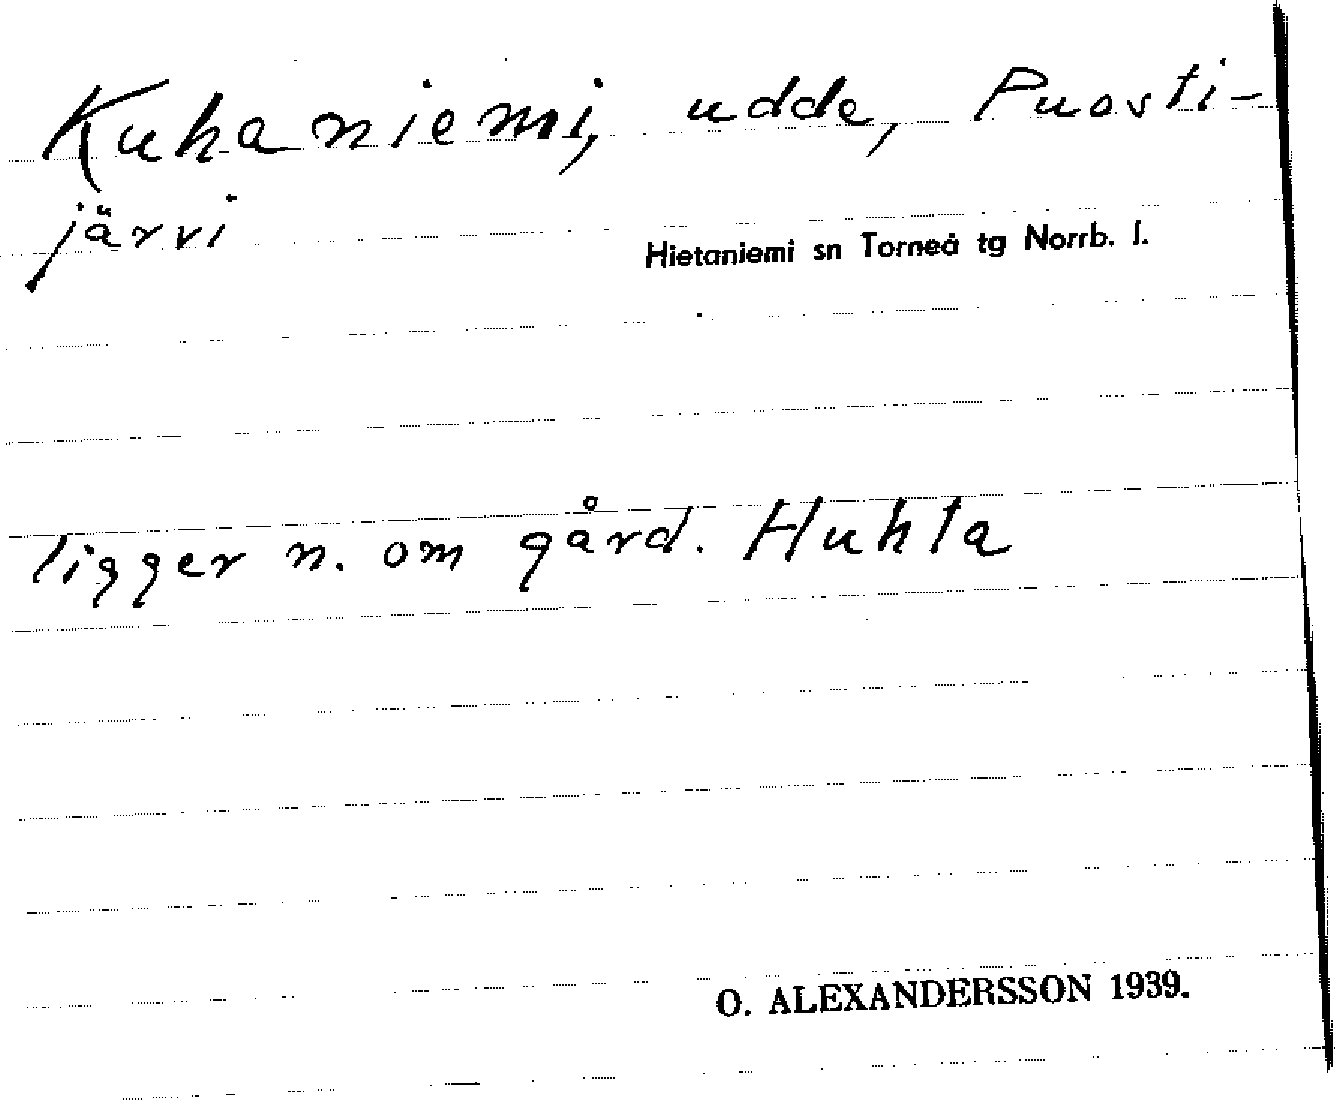 Kuhaniemi, udde, Puosti-
järvi
Hietaniemi sn Torneå tg Norrb. l.
ligger n. om gård. Huhta
O. ALEXANDERSSON 1939.